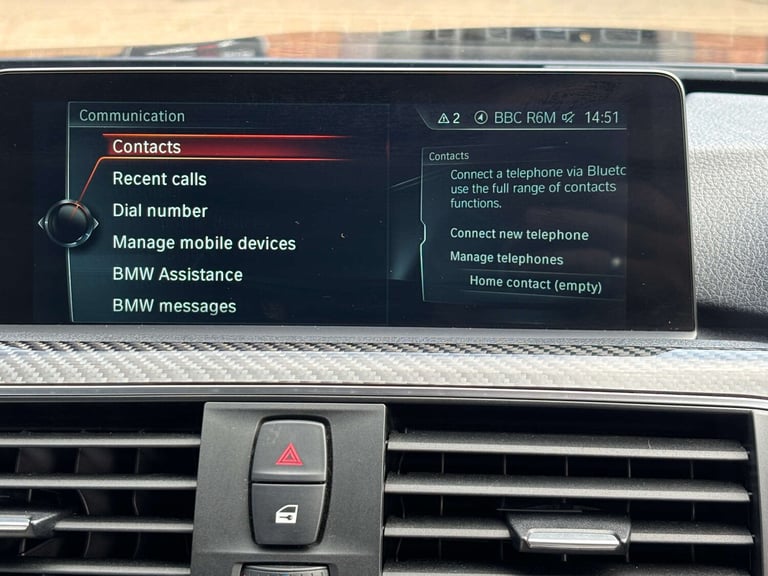 Communication
2 BBC R6M 14:51
Contacts
Recent calls
Dial number
Manage mobile devices
BMW Assistance
BMW messages
Contacts
Connect a telephone via Bluetc
use the full range of contacts
functions.
Connect new telephone
Manage telephones
Home contact (empty)